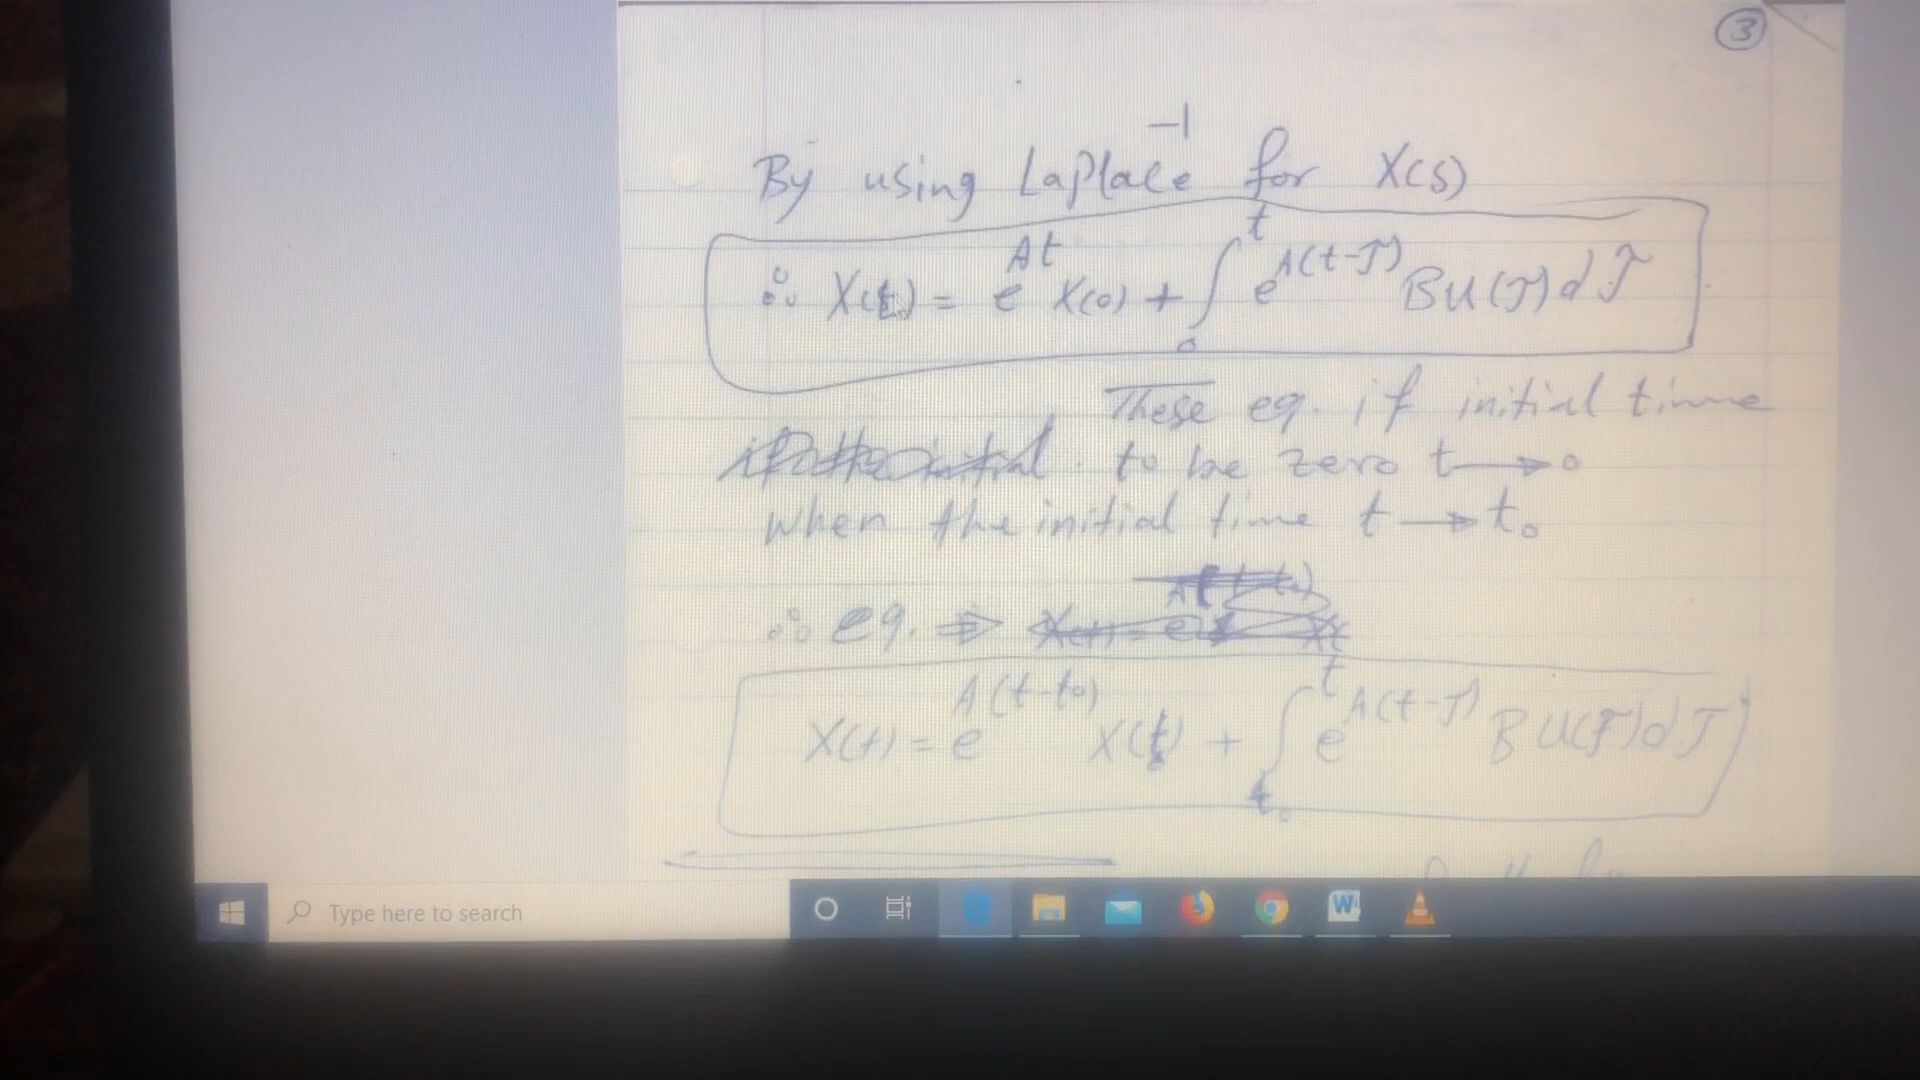 ③
By using Laplace⁻¹ for X(s)
∴ X(t) = e^{At} X(0) + ∫₀^t e^{A(t-τ)} BU(τ)dτ
These eq. if initial time
to be zero t → 0
when the initial time t → t₀
∴ eq. ⇒
X(t) = e^{A(t-t₀)} X(t₀) + ∫_{t₀}^t e^{A(t-τ)} BU(τ)dτ
Type here to search